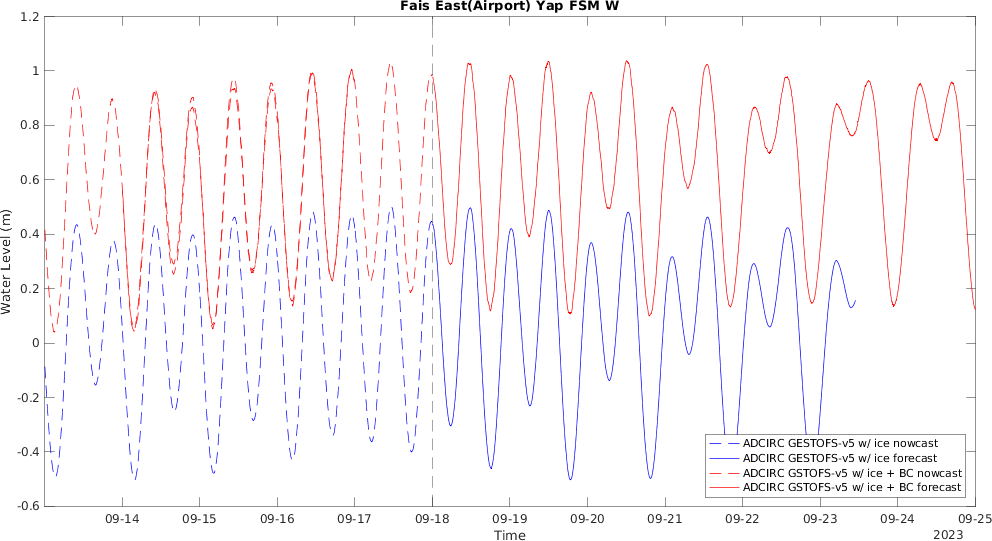 Fais East(Airport) Yap FSM W
1.2
1
0.8
0.6
0.4
0.2
0
-0.2
-0.4
-0.6
Water Level (m)
ADCIRC GESTOFS-v5 w/ ice nowcast
ADCIRC GESTOFS-v5 w/ ice forecast
ADCIRC GSTOFS-v5 w/ ice + BC nowcast
ADCIRC GSTOFS-v5 w/ ice + BC forecast
09-14 09-15 09-16 09-17 09-18 09-19 09-20 09-21 09-22 09-23 09-24 09-25
Time
2023